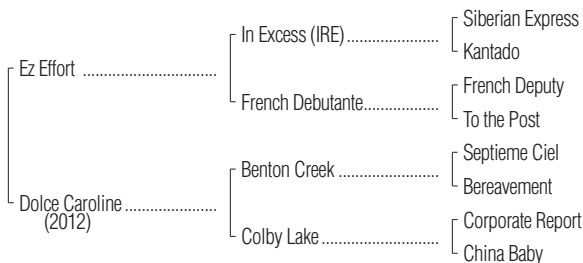 Siberian Express
In Excess (IRE)
Kantado
Ez Effort
French Deputy
French Debutante
To the Post
Septieme Ciel
Benton Creek
Bereavement
Dolce Caroline
(2012)
Corporate Report
Colby Lake
China Baby